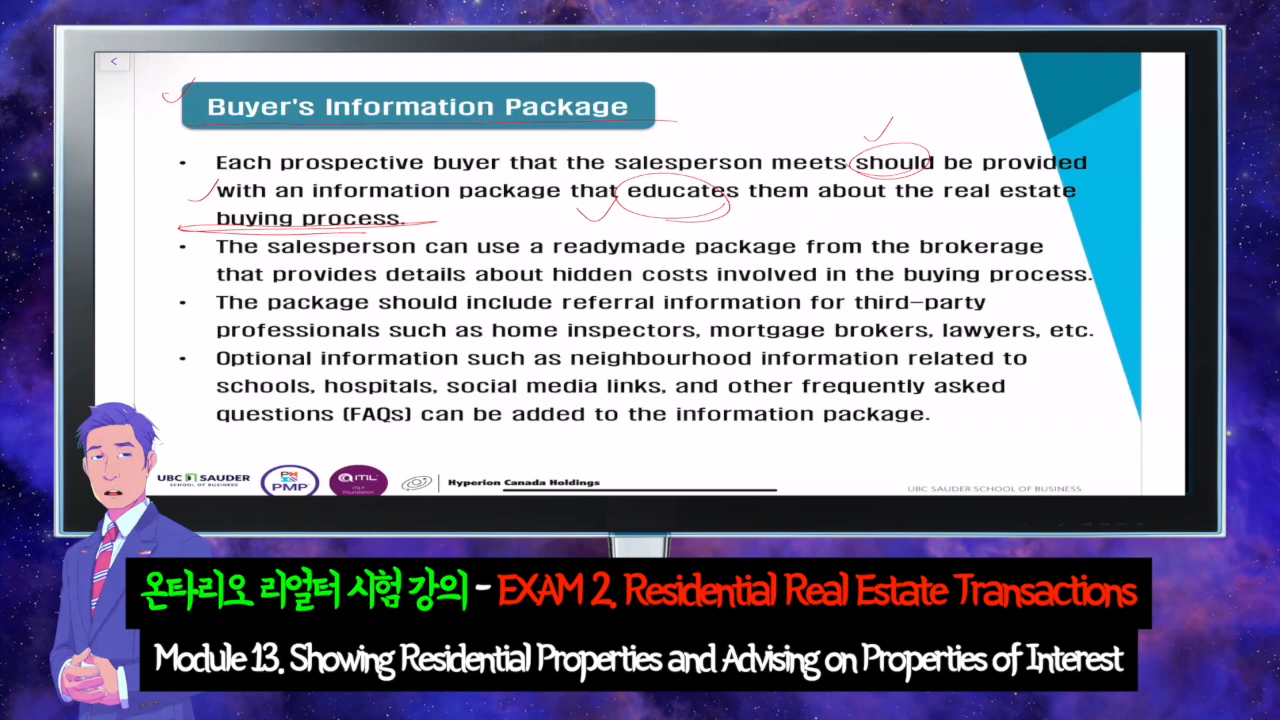 Buyer's Information Package
• Each prospective buyer that the salesperson meets should be provided
with an information package that educates them about the real estate
buying process.
• The salesperson can use a readymade package from the brokerage
that provides details about hidden costs involved in the buying process.
• The package should include referral information for third-party
professionals such as home inspectors, mortgage brokers, lawyers, etc.
• Optional information such as neighbourhood information related to
schools, hospitals, social media links, and other frequently asked
questions (FAQs) can be added to the information package.
UBC SAUDER
SCHOOL OF BUSINESS
PMP
ITIL
Foundation
Hyperion Canada Holdings
UBC SAUDER SCHOOL OF BUSINESS
온타리오 리얼터 시험 강의 - EXAM 2. Residential Real Estate Transactions
Module 13. Showing Residential Properties and Advising on Properties of Interest